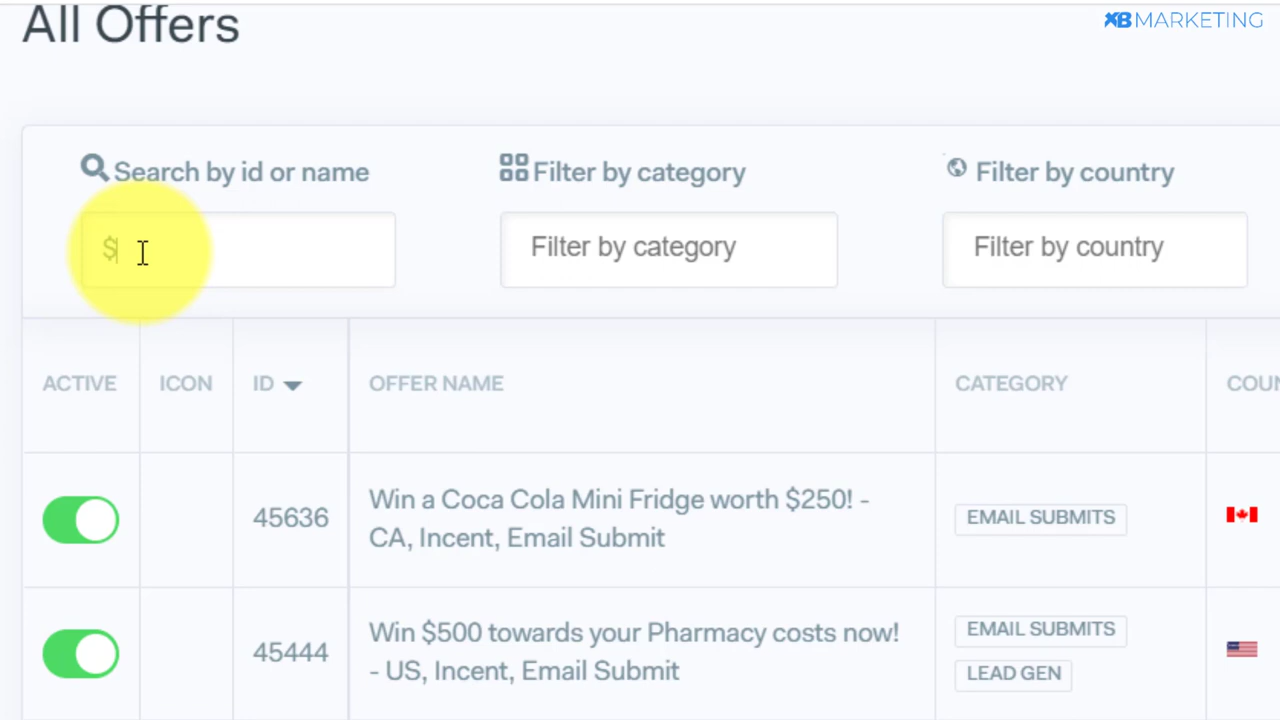 All Offers
XB MARKETING
Search by id or name
Filter by category
Filter by country
$
Filter by category
Filter by country
ACTIVE
ICON
ID
OFFER NAME
CATEGORY
COUN
45636
Win a Coca Cola Mini Fridge worth $250! -
CA, Incent, Email Submit
EMAIL SUBMITS
45444
Win $500 towards your Pharmacy costs now!
- US, Incent, Email Submit
EMAIL SUBMITS
LEAD GEN